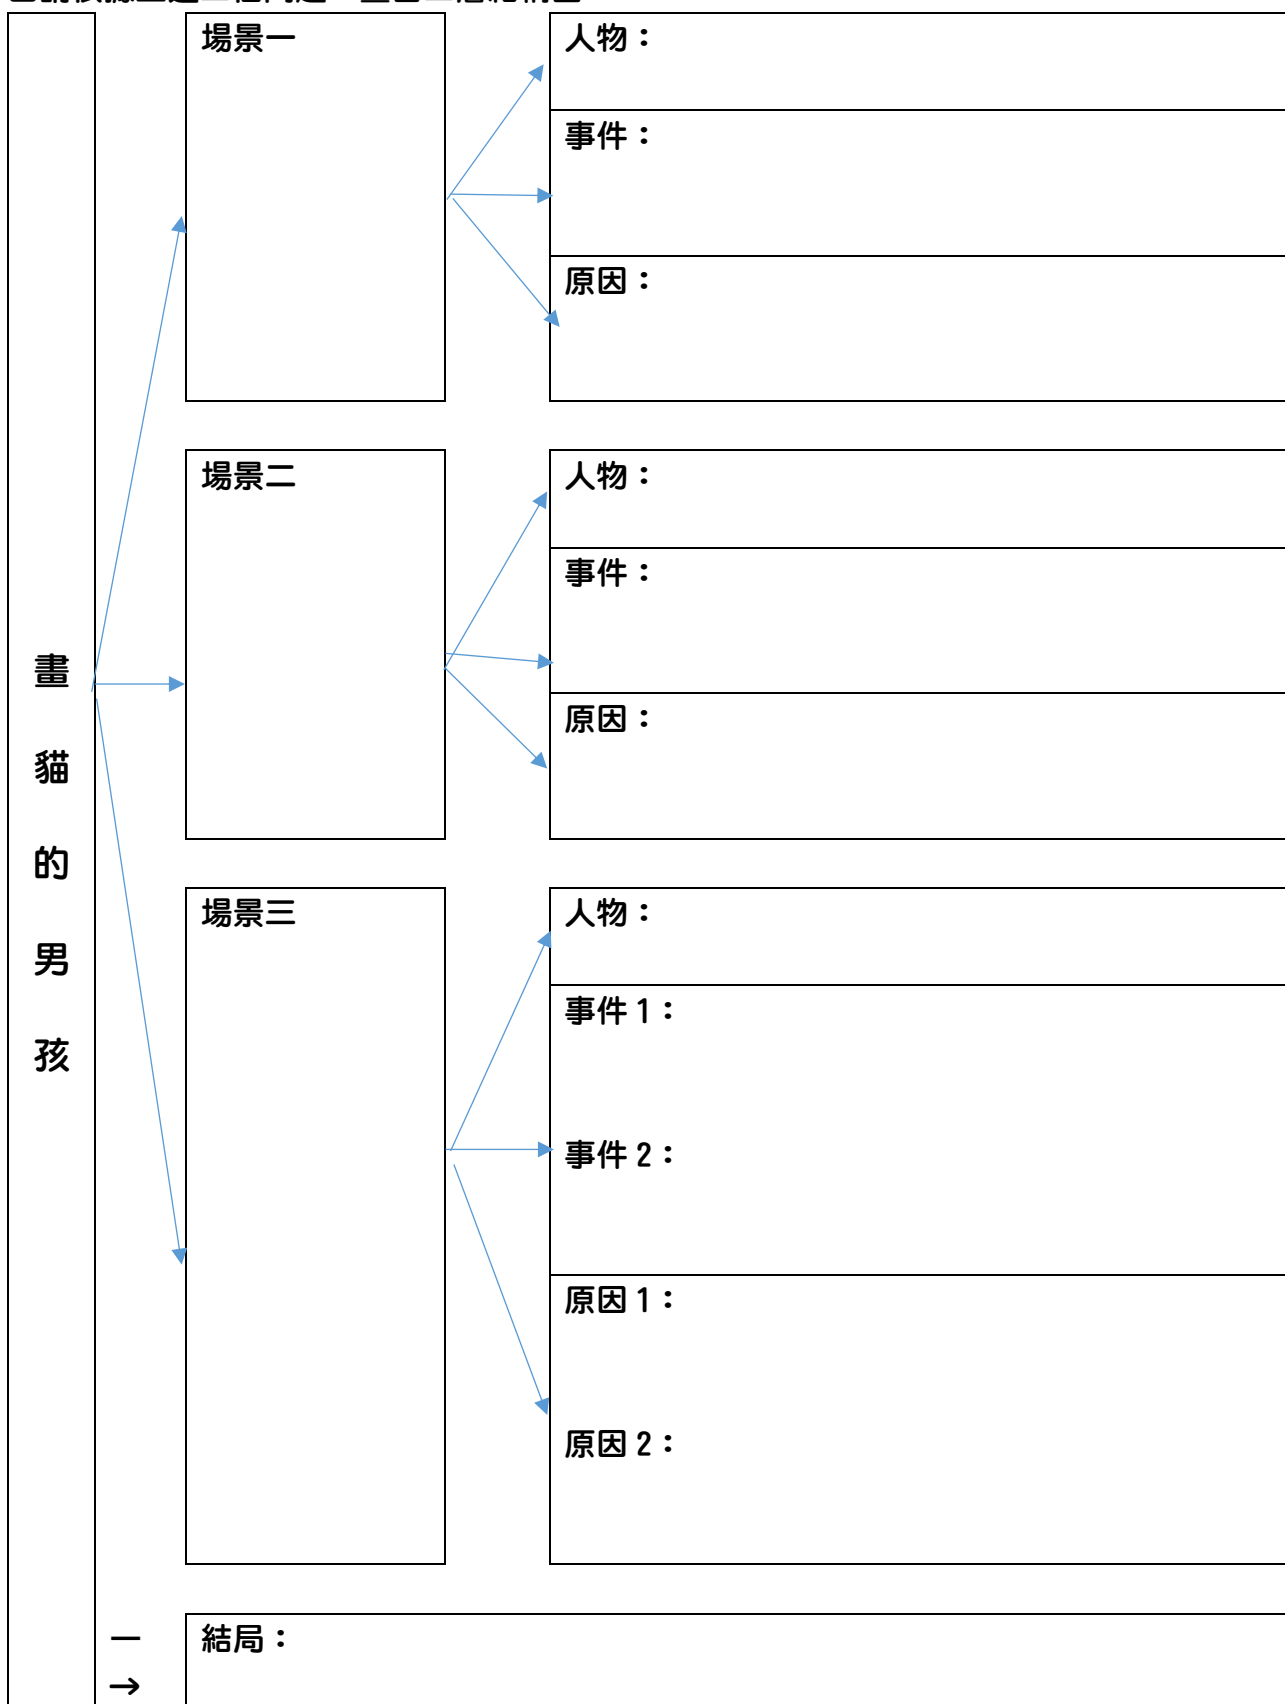 畫貓的男孩
場景一
人物：
事件：
原因：
場景二
人物：
事件：
原因：
場景三
人物：
事件 1：
事件 2：
原因 1：
原因 2：
一→
結局：